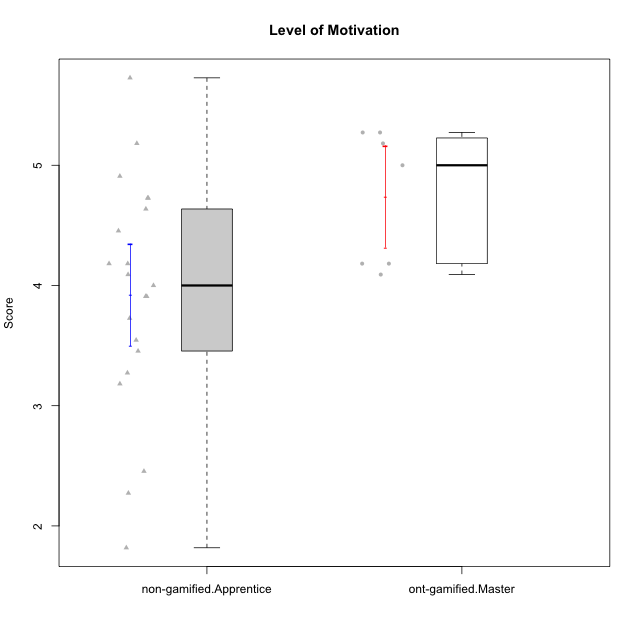 Level of Motivation
Score
5
4
3
2
non-gamified.Apprentice
ont-gamified.Master